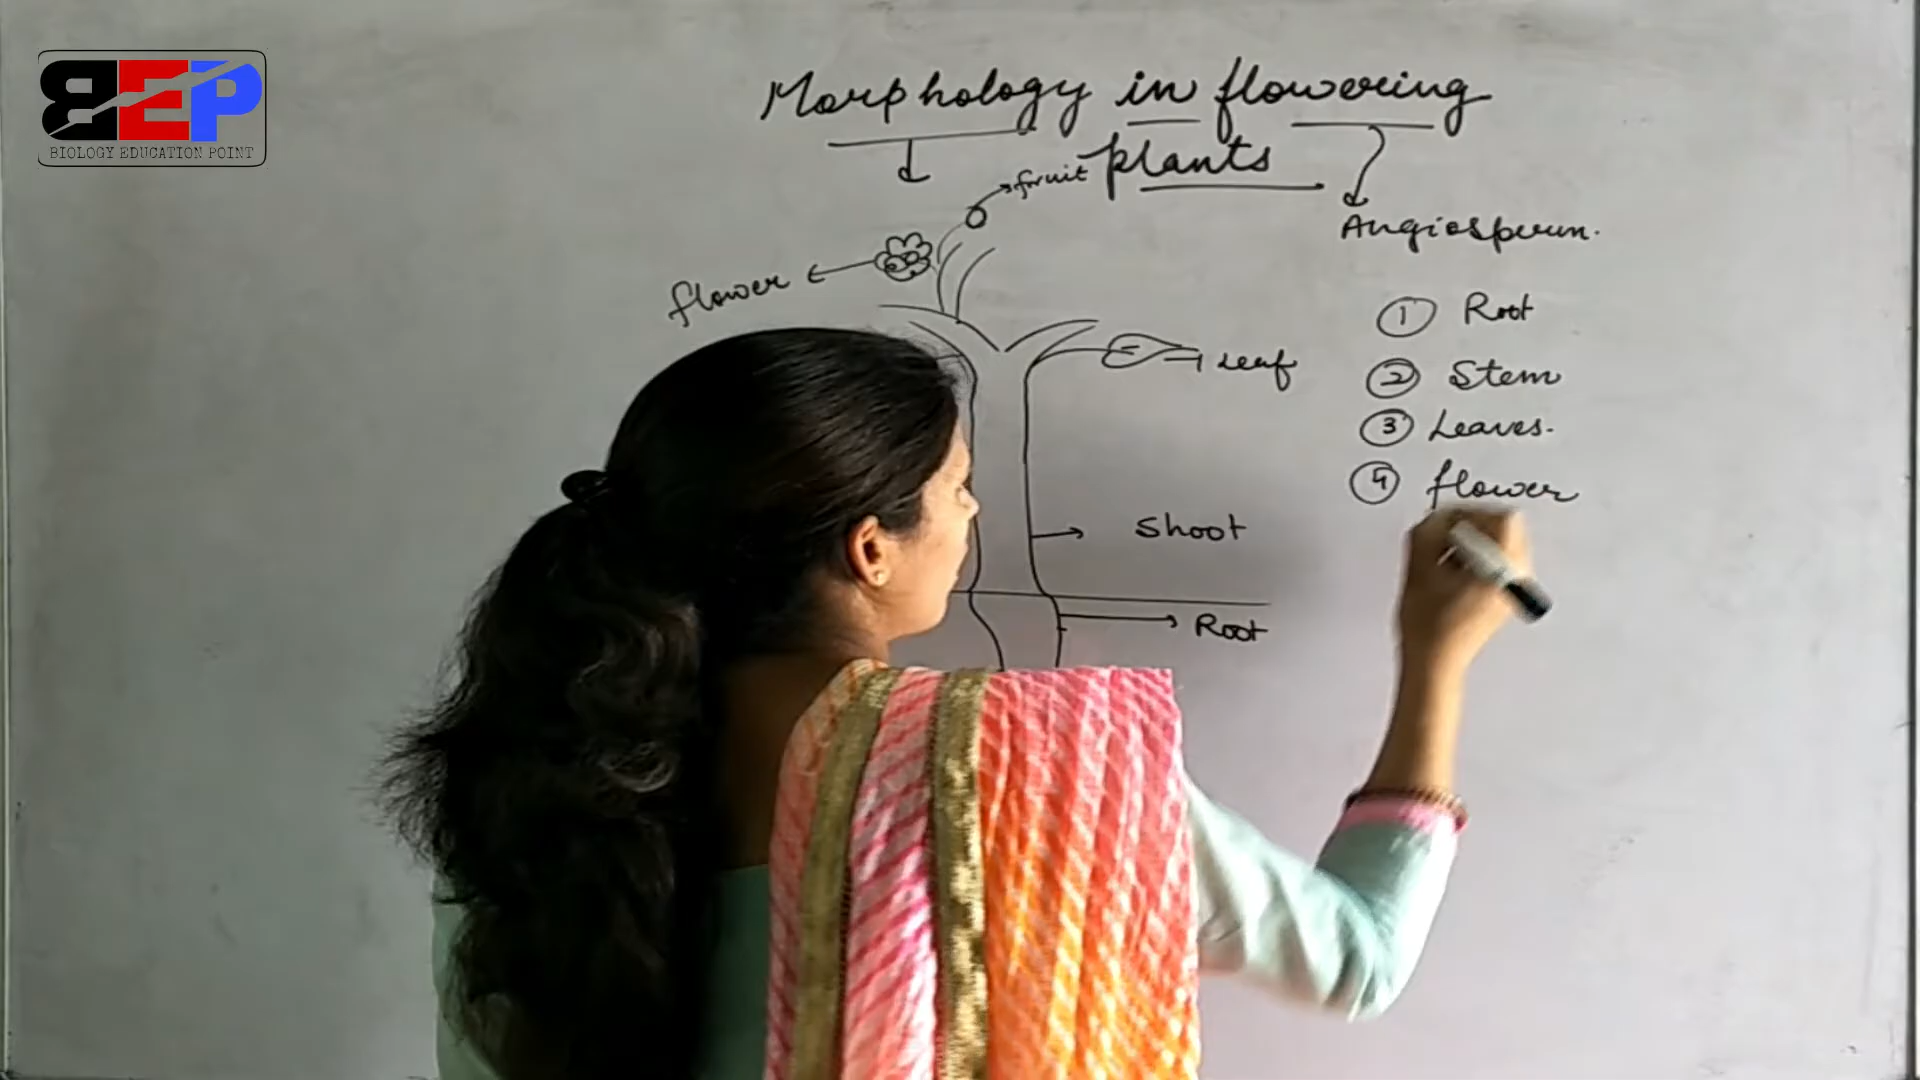 BEP
BIOLOGY EDUCATION POINT
Morphology in flowering
plants
fruit
Angiosperm.
flower
Leaf
Shoot
Root
① Root
② Stem
③ Leaves.
④ flower